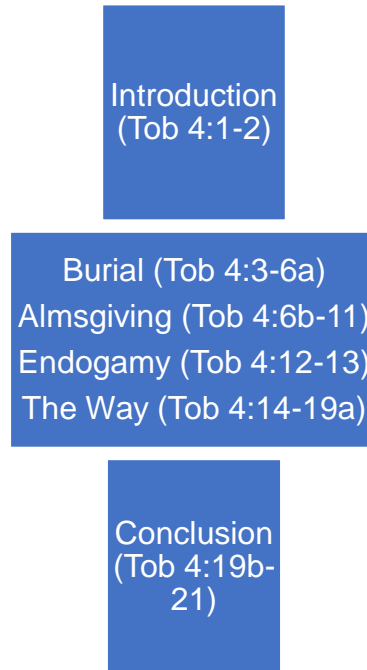 Introduction
(Tob 4:1-2)
Burial (Tob 4:3-6a)
Almsgiving (Tob 4:6b-11)
Endogamy (Tob 4:12-13)
The Way (Tob 4:14-19a)
Conclusion
(Tob 4:19b-
21)